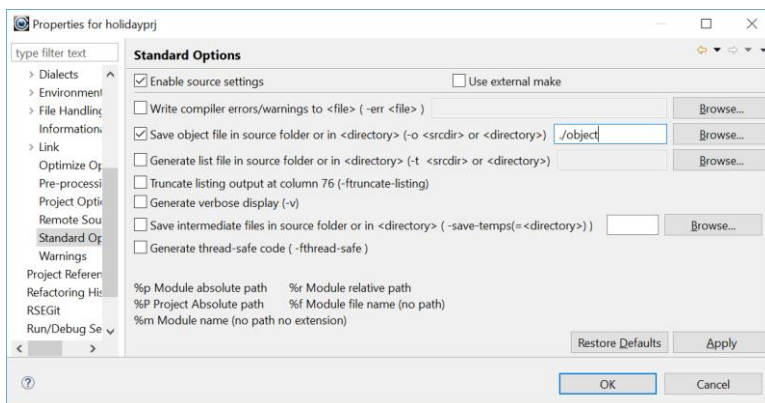 Properties for holidayprj
type filter text
Standard Options
Dialects
Environment
File Handling
Informationa
Link
Optimize Op
Pre-processi
Project Optio
Remote Sou
Standard Op
Warnings
Project Referen
Refactoring His
RSEGit
Run/Debug Se
Enable source settings Use external make
Write compiler errors/warnings to <file> ( -err <file> ) Browse...
Save object file in source folder or in <directory> (-o <srcdir> or <directory>) ./object Browse...
Generate list file in source folder or in <directory> (-t <srcdir> or <directory>) Browse...
Truncate listing output at column 76 (-ftruncate-listing)
Generate verbose display (-v)
Save intermediate files in source folder or in <directory> ( -save-temps(=<directory>) ) Browse...
Generate thread-safe code ( -fthread-safe )
%p Module absolute path %r Module relative path
%P Project Absolute path %f Module file name (no path)
%m Module name (no path no extension)
Restore Defaults Apply
OK Cancel